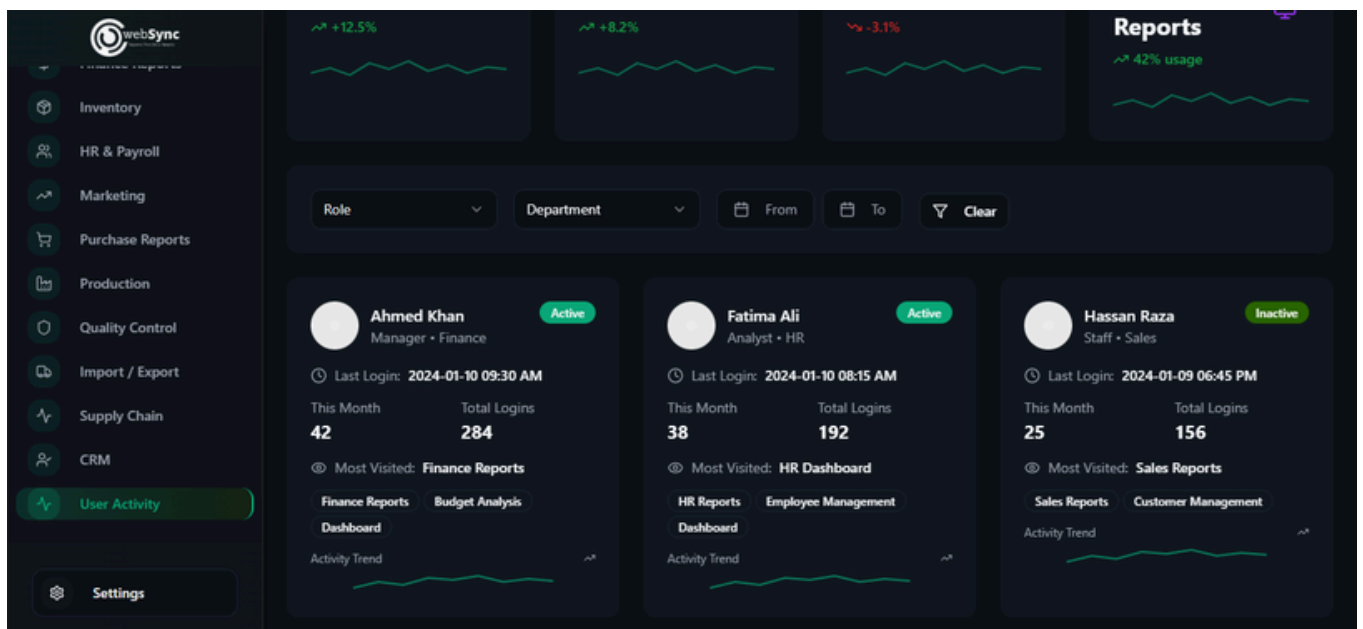 webSync
+12.5%
+8.2%
-3.1%
Reports
42% usage
Finance Reports
Inventory
HR & Payroll
Marketing
Purchase Reports
Production
Quality Control
Import / Export
Supply Chain
CRM
User Activity
Settings
Role
Department
From
To
Clear
Ahmed Khan
Active
Manager • Finance
Last Login: 2024-01-10 09:30 AM
This Month
Total Logins
42
284
Most Visited: Finance Reports
Finance Reports
Budget Analysis
Dashboard
Activity Trend
Fatima Ali
Active
Analyst • HR
Last Login: 2024-01-10 08:15 AM
This Month
Total Logins
38
192
Most Visited: HR Dashboard
HR Reports
Employee Management
Dashboard
Activity Trend
Hassan Raza
Inactive
Staff • Sales
Last Login: 2024-01-09 06:45 PM
This Month
Total Logins
25
156
Most Visited: Sales Reports
Sales Reports
Customer Management
Activity Trend